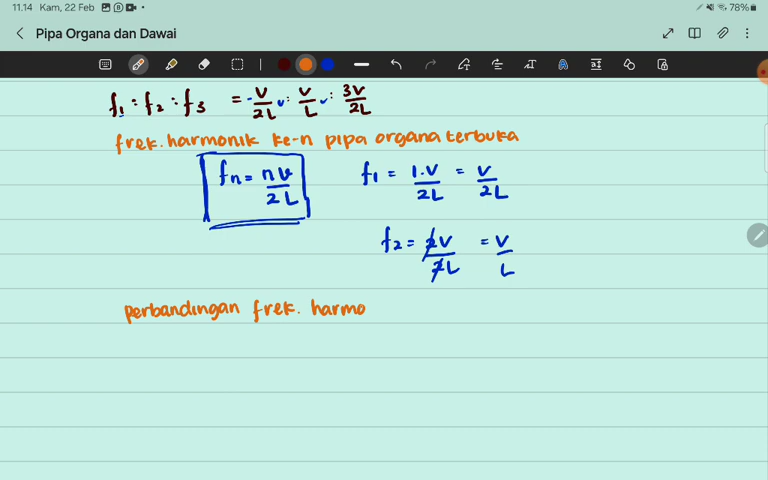 11.14 Kam, 22 Feb 78%
Pipa Organa dan Dawai
f₁ : f₂ : f₃ = V/2L : V/L : 3V/2L
frek. harmonik ke-n pipa organa terbuka
fn = nV/2L f₁ = 1.V/2L = V/2L
f₂ = 2V/2L = V/L
perbandingan frek. harmo